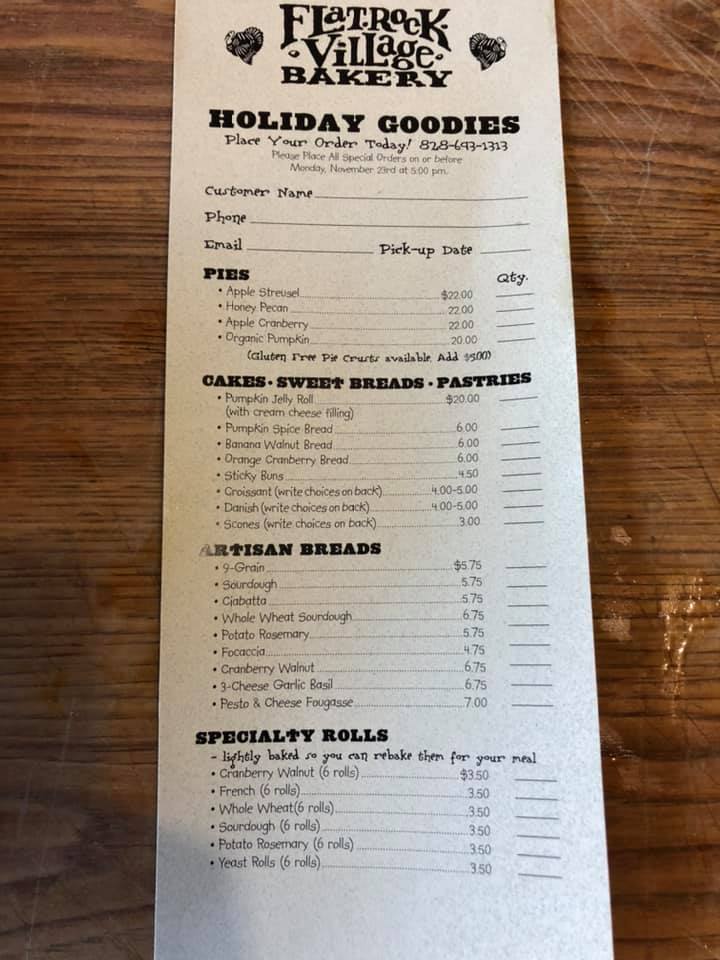 FLAT·ROCK
·VILLAGE·
BAKERY
HOLIDAY GOODIES
Place Your Order Today! 828-693-1313
Please Place All Special Orders on or before
Monday, November 23rd at 5:00 pm.
Customer Name
Phone
Email Pick-up Date
PIES Qty.
• Apple Streusel $22.00
• Honey Pecan 22.00
• Apple Cranberry 22.00
• Organic Pumpkin 20.00
(Gluten Free Pie Crusts available. Add $5.00)
CAKES · SWEET BREADS · PASTRIES
• Pumpkin Jelly Roll $20.00
(with cream cheese filling)
• Pumpkin Spice Bread 6.00
• Banana Walnut Bread 6.00
• Orange Cranberry Bread 6.00
• Sticky Buns 4.50
• Croissant (write choices on back) 4.00-5.00
• Danish (write choices on back) 4.00-5.00
• Scones (write choices on back) 3.00
ARTISAN BREADS
• 9-Grain $5.75
• Sourdough 5.75
• Ciabatta 5.75
• Whole Wheat Sourdough 6.75
• Potato Rosemary 5.75
• Focaccia 4.75
• Cranberry Walnut 6.75
• 3-Cheese Garlic Basil 6.75
• Pesto & Cheese Fougasse 7.00
SPECIALTY ROLLS
- lightly baked so you can rebake them for your meal
• Cranberry Walnut (6 rolls) $3.50
• French (6 rolls) 3.50
• Whole Wheat(6 rolls) 3.50
• Sourdough (6 rolls) 3.50
• Potato Rosemary (6 rolls) 3.50
• Yeast Rolls (6 rolls) 3.50